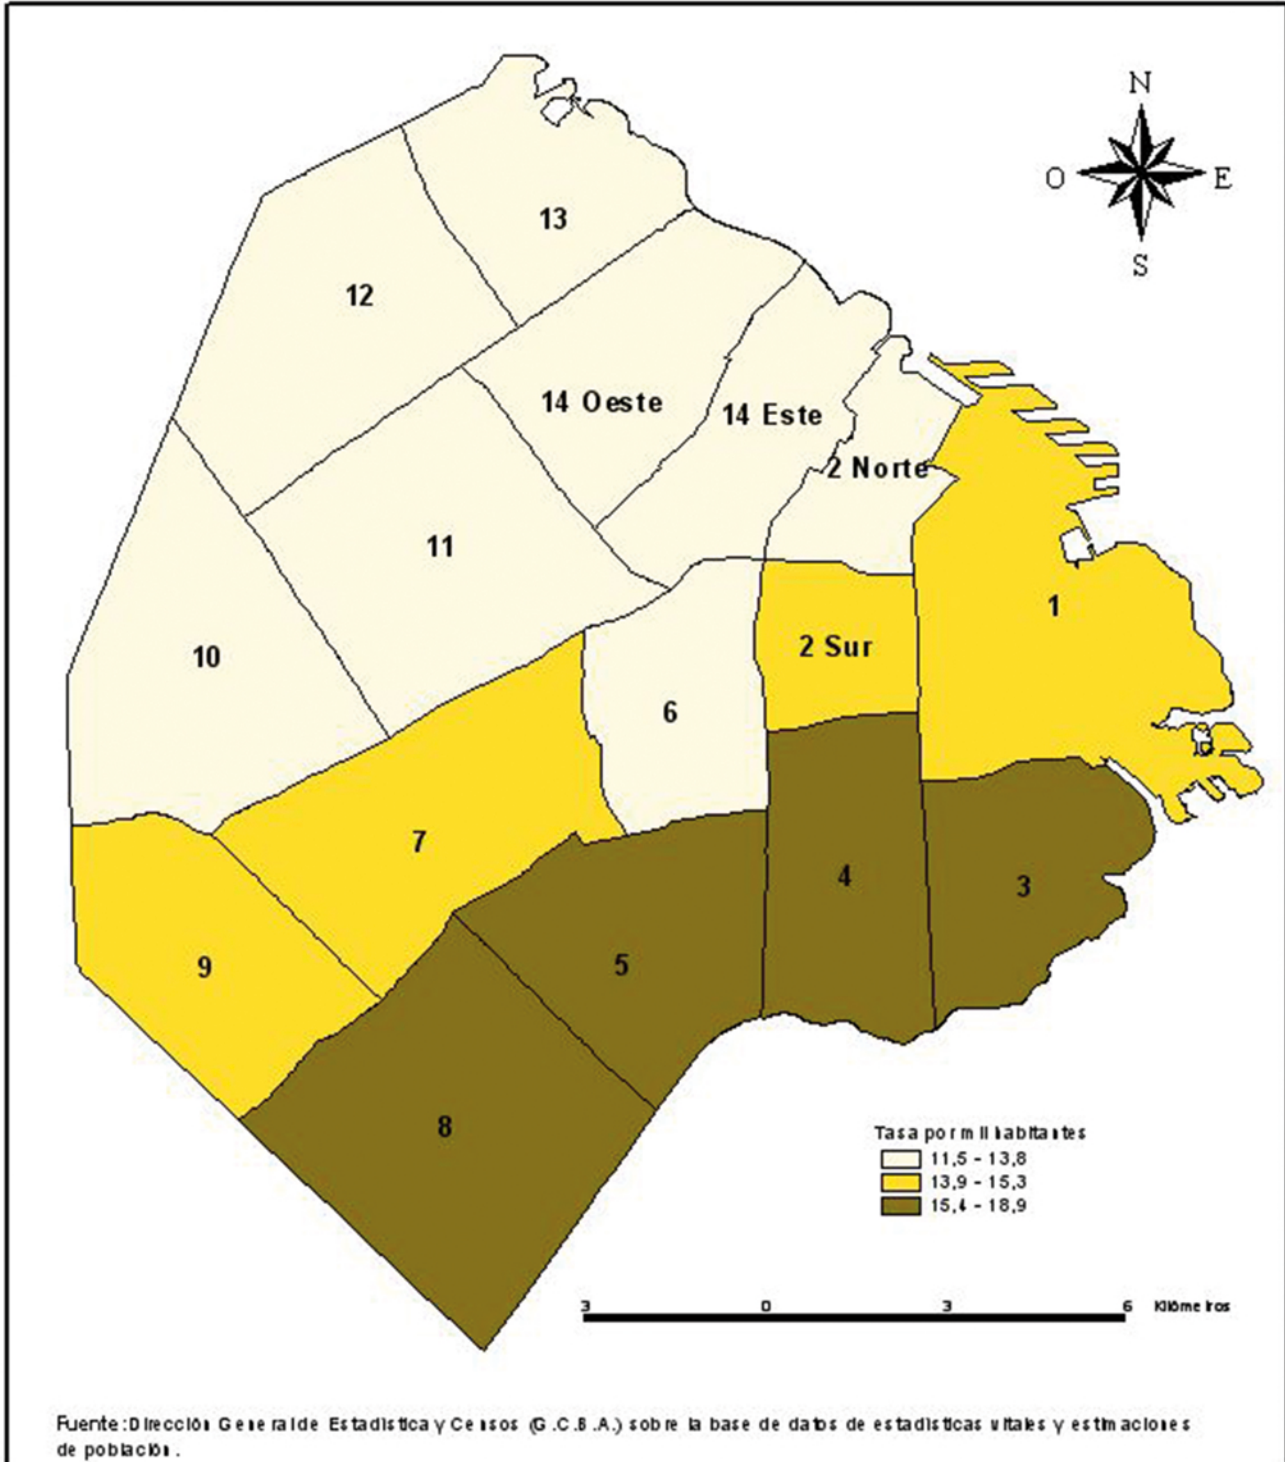 N
O
E
S
13
12
14 Oeste
14 Este
2 Norte
11
1
2 Sur
10
6
7
4
3
5
9
8
Tasa por mil habitantes
11,5 - 13,8
13,9 - 15,3
15,4 - 18,9
3 0 3 6 Kilómetros
Fuente: Dirección General de Estadística y Censos (G.C.B.A.) sobre la base de datos de estadísticas vitales y estimaciones
de población.